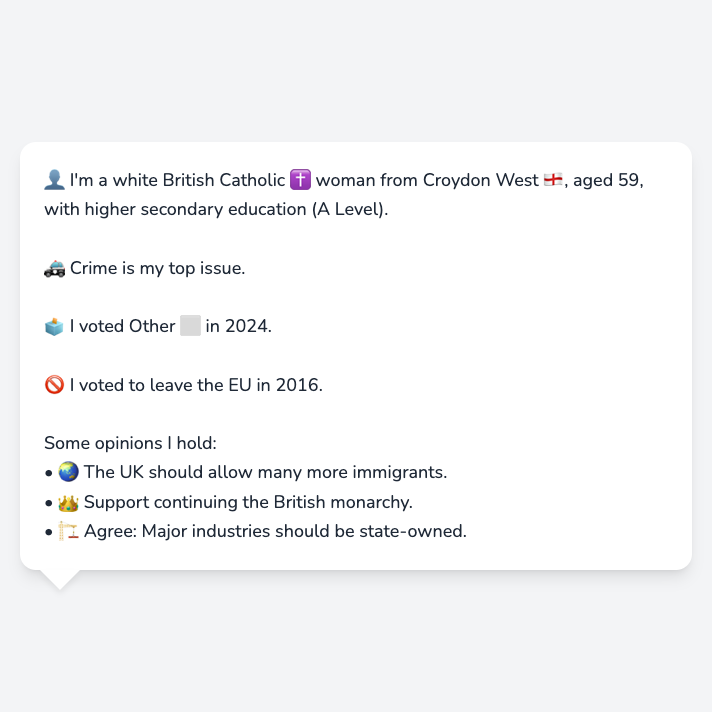 👤 I'm a white British Catholic ✝️ woman from Croydon West 🏴󠁧󠁢󠁥󠁮󠁧󠁿, aged 59,
with higher secondary education (A Level).
🚓 Crime is my top issue.
🗳️ I voted Other ⬜ in 2024.
🚫 I voted to leave the EU in 2016.
Some opinions I hold:
• 🌏 The UK should allow many more immigrants.
• 👑 Support continuing the British monarchy.
• 🏗️ Agree: Major industries should be state-owned.